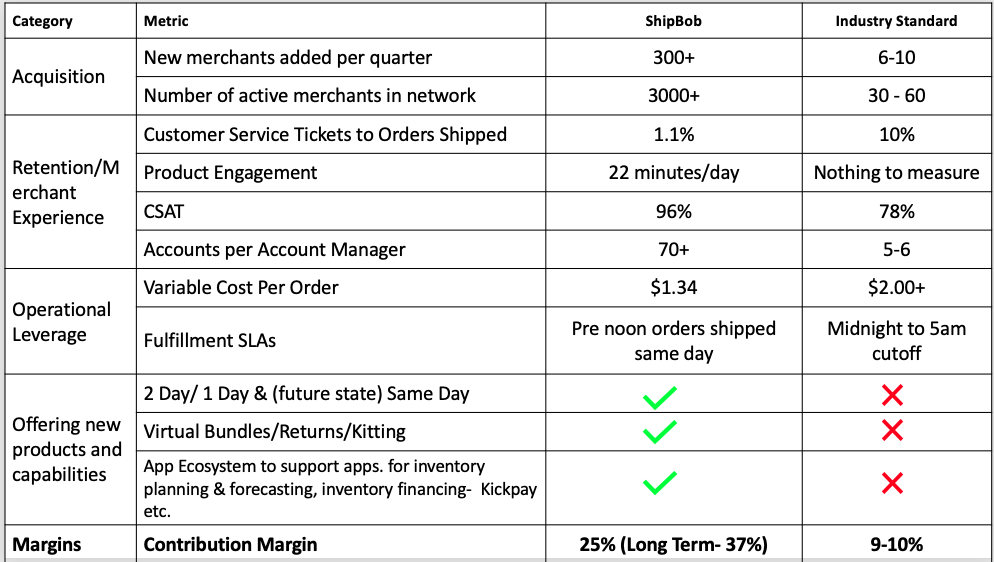 Category Metric ShipBob Industry Standard
Acquisition
New merchants added per quarter 300+ 6-10
Number of active merchants in network 3000+ 30 - 60
Retention/M
erchant
Experience
Customer Service Tickets to Orders Shipped 1.1% 10%
Product Engagement 22 minutes/day Nothing to measure
CSAT 96% 78%
Accounts per Account Manager 70+ 5-6
Operational
Leverage
Variable Cost Per Order $1.34 $2.00+
Fulfillment SLAs
Pre noon orders shipped
same day
Midnight to 5am
cutoff
Offering new
products and
capabilities
2 Day/ 1 Day & (future state) Same Day
Virtual Bundles/Returns/Kitting
App Ecosystem to support apps. for inventory
planning & forecasting, inventory financing- Kickpay
etc.
Margins Contribution Margin 25% (Long Term- 37%) 9-10%